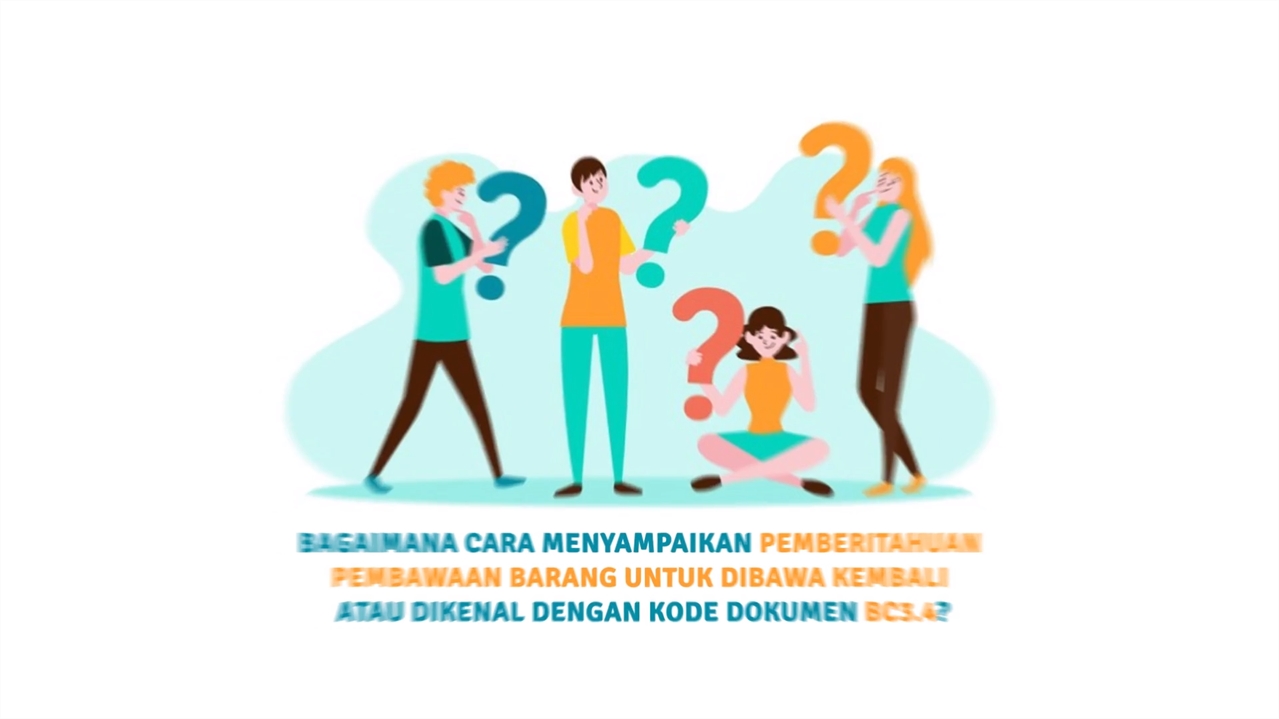 BAGAIMANA CARA MENYAMPAIKAN PEMBERITAHUAN
PEMBAWAAN BARANG UNTUK DIBAWA KEMBALI
ATAU DIKENAL DENGAN KODE DOKUMEN BC3.4?